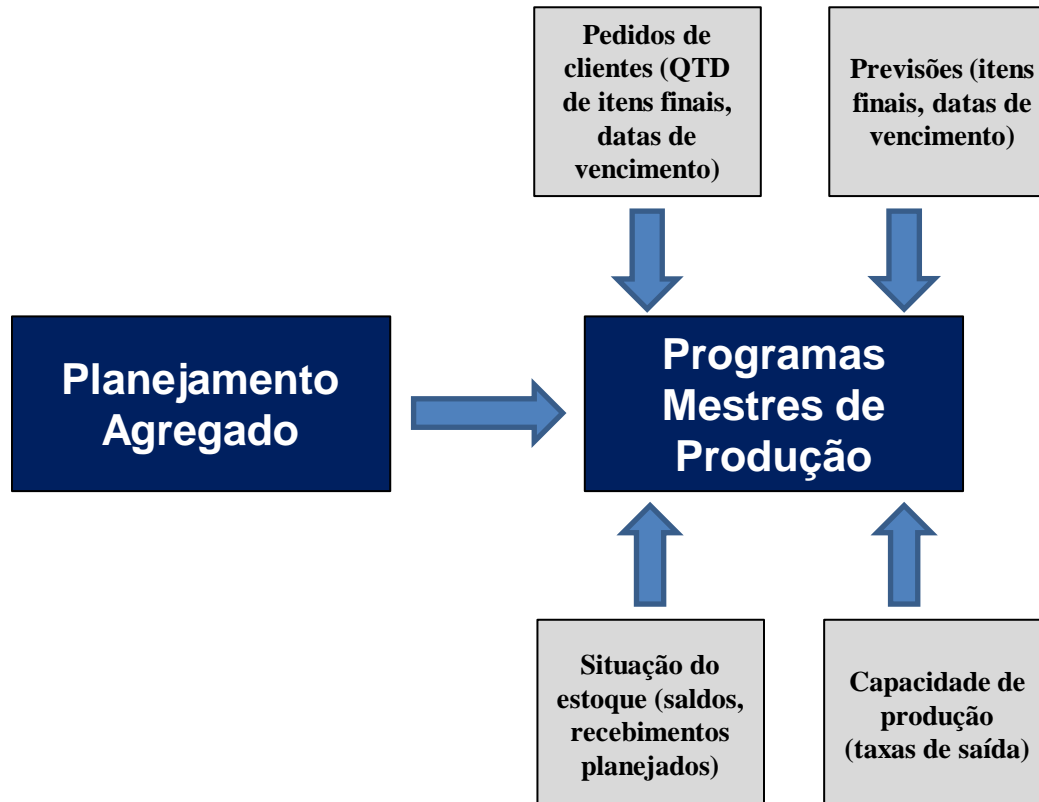 Pedidos de
clientes (QTD
de itens finais,
datas de
vencimento)
Previsões (itens
finais, datas de
vencimento)
Planejamento
Agregado
Programas
Mestres de
Produção
Situação do
estoque (saldos,
recebimentos
planejados)
Capacidade de
produção
(taxas de saída)